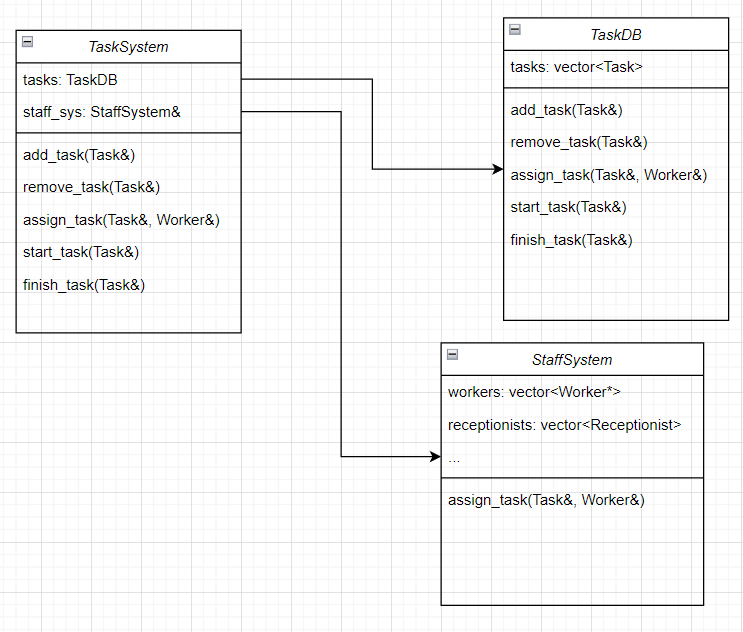 TaskSystem
tasks: TaskDB
staff_sys: StaffSystem&
add_task(Task&)
remove_task(Task&)
assign_task(Task&, Worker&)
start_task(Task&)
finish_task(Task&)
TaskDB
tasks: vector<Task>
add_task(Task&)
remove_task(Task&)
assign_task(Task&, Worker&)
start_task(Task&)
finish_task(Task&)
StaffSystem
workers: vector<Worker*>
receptionists: vector<Receptionist>
...
assign_task(Task&, Worker&)